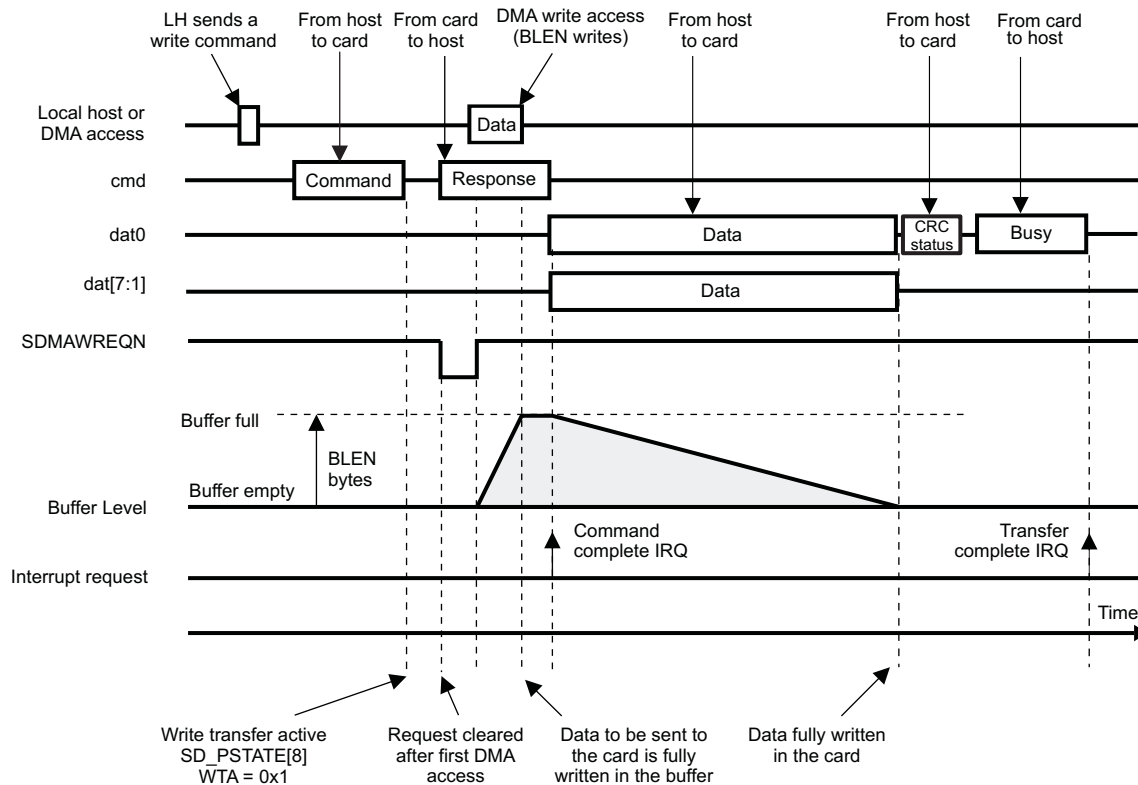 LH sends a
write command
From host
to card
From card
to host
DMA write access
(BLEN writes)
From host
to card
From host
to card
From card
to host
Local host or
DMA access
Data
cmd
Command
Response
dat0
Data
CRC
status
Busy
dat[7:1]
Data
SDMAWREQN
Buffer full
BLEN
bytes
Buffer empty
Buffer Level
Command
complete IRQ
Transfer
complete IRQ
Interrupt request
Time
Write transfer active
SD_PSTATE[8]
WTA = 0x1
Request cleared
after first DMA
access
Data to be sent to
the card is fully
written in the buffer
Data fully written
in the card